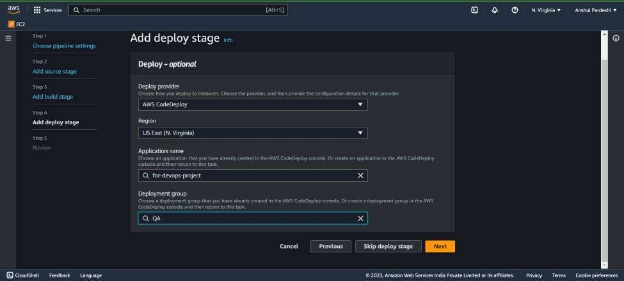 aws
Services
Search
[Alt+S]
N. Virginia
Anshul Pardeshi
EC2
Step 1
Choose pipeline settings
Step 2
Add source stage
Step 3
Add build stage
Step 4
Add deploy stage
Step 5
Review
Add deploy stage Info
Deploy - optional
Deploy provider
Choose how you deploy to instances. Choose the provider, and then provide the configuration details for that provider.
AWS CodeDeploy
Region
US East (N. Virginia)
Application name
Choose an application that you have already created in the AWS CodeDeploy console. Or create an application in the AWS CodeDeploy
console and then return to this task.
for-devops-project
Deployment group
Choose a deployment group that you have already created in the AWS CodeDeploy console. Or create a deployment group in the AWS
CodeDeploy console and then return to this task.
QA
Cancel
Previous
Skip deploy stage
Next
CloudShell
Feedback
Language
© 2023, Amazon Web Services India Private Limited or its affiliates.
Privacy
Terms
Cookie preferences